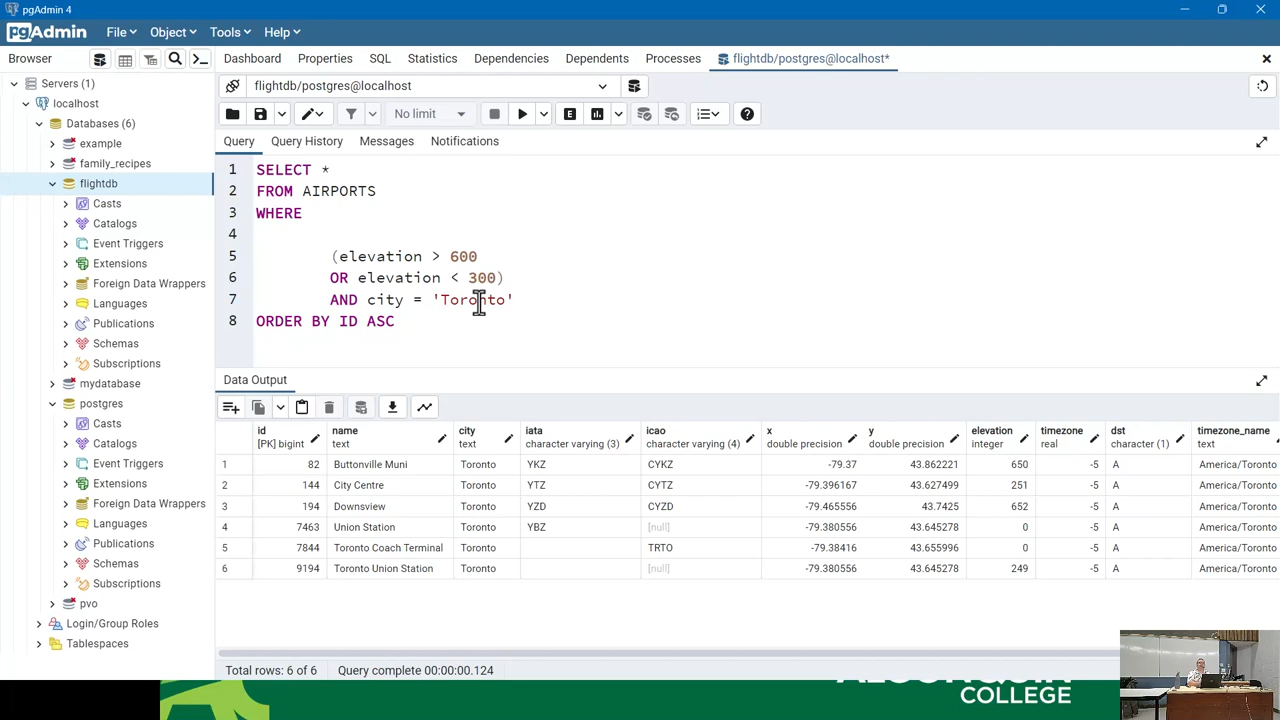 pgAdmin 4
pgAdmin File Object Tools Help
Browser Dashboard Properties SQL Statistics Dependencies Dependents Processes flightdb/postgres@localhost*
Servers (1)
localhost
Databases (6)
example
family_recipes
flightdb
Casts
Catalogs
Event Triggers
Extensions
Foreign Data Wrappers
Languages
Publications
Schemas
Subscriptions
mydatabase
postgres
Casts
Catalogs
Event Triggers
Extensions
Foreign Data Wrappers
Languages
Publications
Schemas
Subscriptions
pvo
Login/Group Roles
Tablespaces
flightdb/postgres@localhost
No limit
Query Query History Messages Notifications
1 SELECT *
2 FROM AIRPORTS
3 WHERE
4
5 (elevation > 600
6 OR elevation < 300)
7 AND city = 'Toronto'
8 ORDER BY ID ASC
Data Output
id name city iata icao x y elevation timezone dst timezone_name
[PK] bigint text text character varying (3) character varying (4) double precision double precision integer real character (1) text
1 82 Buttonville Muni Toronto YKZ CYKZ -79.37 43.862221 650 -5 A America/Toronto
2 144 City Centre Toronto YTZ CYTZ -79.396167 43.627499 251 -5 A America/Toronto
3 194 Downsview Toronto YZD CYZD -79.465556 43.7425 652 -5 A America/Toronto
4 7463 Union Station Toronto YBZ [null] -79.380556 43.645278 0 -5 A America/Toronto
5 7844 Toronto Coach Terminal Toronto TRTO -79.38416 43.655996 0 -5 A America/Toronto
6 9194 Toronto Union Station Toronto [null] -79.380556 43.645278 249 -5 A America/Toronto
Total rows: 6 of 6 Query complete 00:00:00.124
COLLEGE